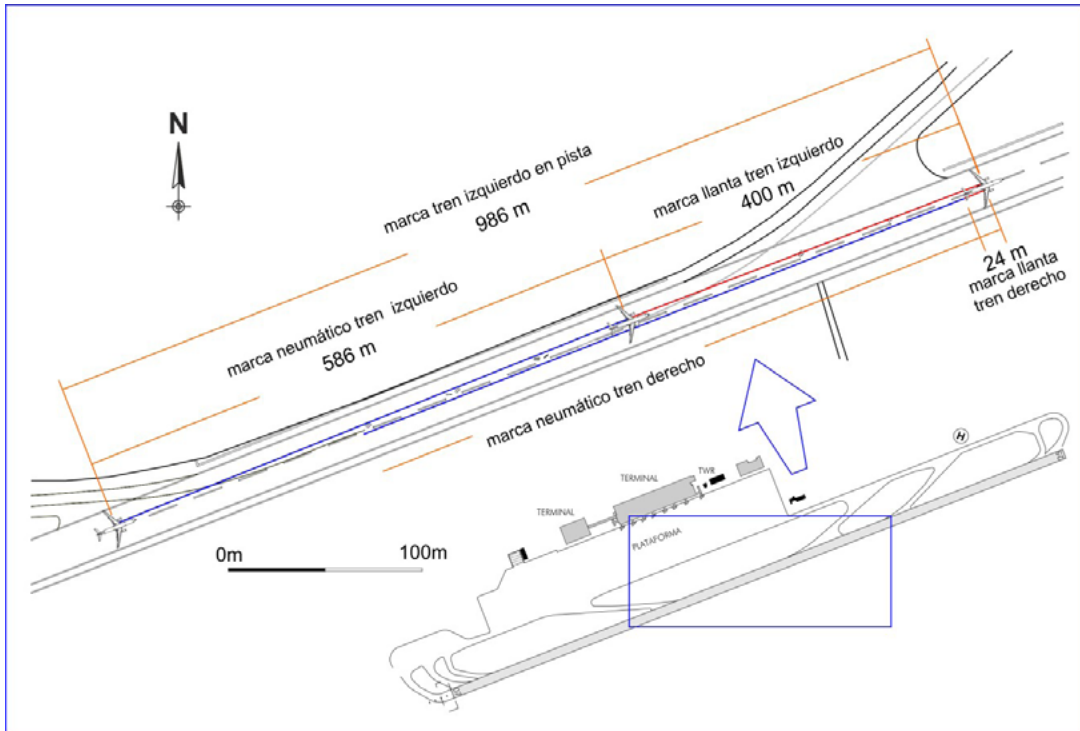 N
marca tren izquierdo en pista
986 m
marca llanta tren izquierdo
400 m
24 m
marca llanta
tren derecho
marca neumático tren  izquierdo
586 m
marca neumático tren derecho
0m
100m
H
TERMINAL
TWR
TERMINAL
PLATAFORMA